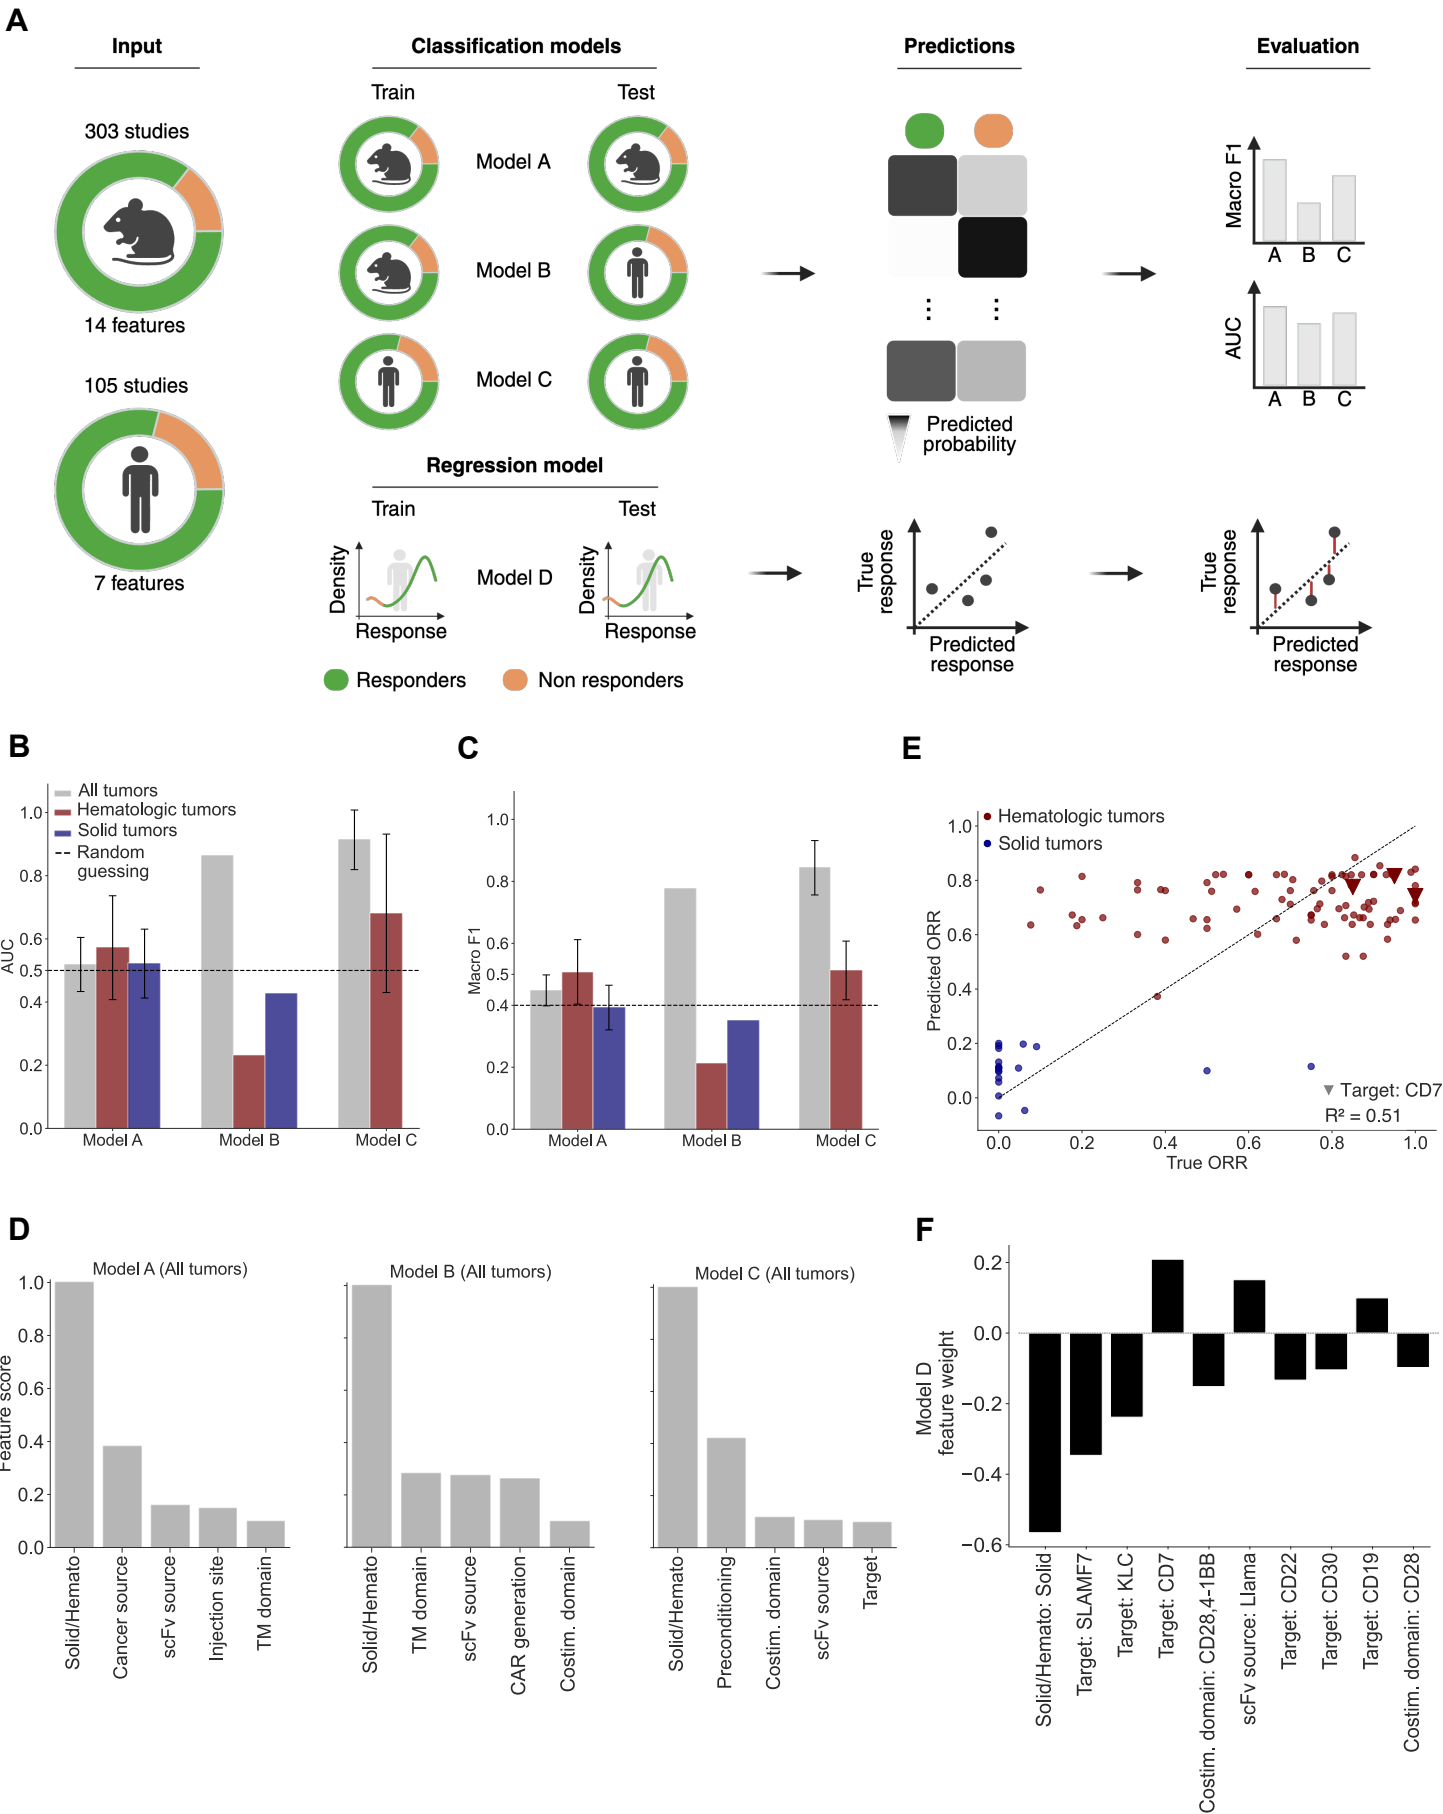 A
Input
Classification models
Predictions
Evaluation
Train
Test
303 studies
14 features
105 studies
7 features
Model A
Model B
Model C
Predicted
probability
Macro F1
A B C
AUC
A B C
Regression model
Train
Test
Density
Response
Model D
Density
Response
True
response
Predicted
response
True
response
Predicted
response
Responders
Non responders
B
All tumors
Hematologic tumors
Solid tumors
Random
guessing
AUC
1.0
0.8
0.6
0.5
0.4
0.2
0.0
Model A
Model B
Model C
C
Macro F1
1.0
0.8
0.6
0.5
0.4
0.2
0.0
Model A
Model B
Model C
E
Hematologic tumors
Solid tumors
Predicted ORR
1.0
0.8
0.6
0.4
0.2
0.0
Target: CD7
R² = 0.51
0.0 0.2 0.4 0.6 0.8 1.0
True ORR
D
Feature score
1.0
0.8
0.6
0.4
0.2
0.0
Model A (All tumors)
Solid/Hemato
Cancer source
scFv source
Injection site
TM domain
Model B (All tumors)
Solid/Hemato
TM domain
scFv source
CAR generation
Costim. domain
Model C (All tumors)
Solid/Hemato
Preconditioning
Costim. domain
scFv source
Target
F
Model D
feature weight
0.2
0.0
−0.2
−0.4
−0.6
Solid/Hemato: Solid
Target: SLAMF7
Target: KLC
Target: CD7
Costim. domain: CD28,4-1BB
scFv source: Llama
Target: CD22
Target: CD30
Target: CD19
Costim. domain: CD28